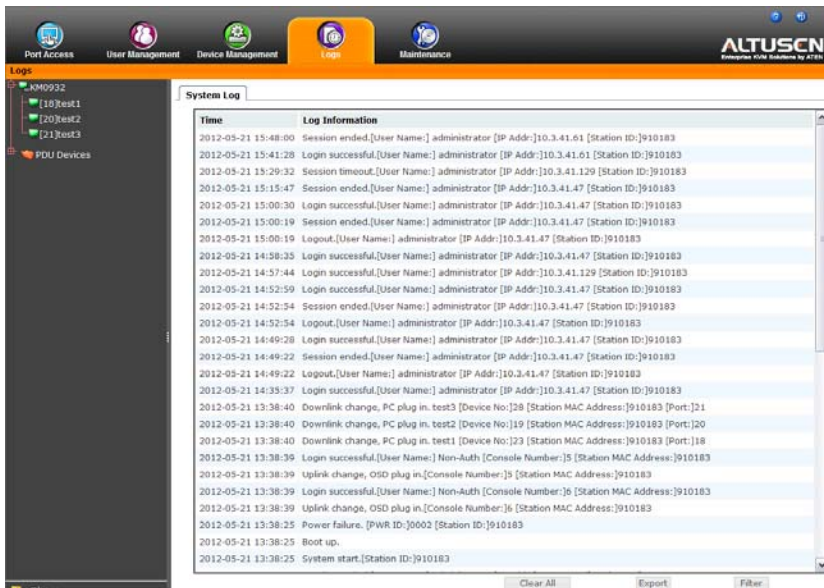 Port Access
User Management
Device Management
Logs
Maintenance
ALTUSEN
Enterprise KVM Solutions by ATEN
Logs
KM0932
[18]test1
[20]test2
[21]test3
PDU Devices
System Log
Time Log Information
2012-05-21 15:48:00 Session ended.[User Name:] administrator [IP Addr:]10.3.41.61 [Station ID:]910183
2012-05-21 15:41:28 Login successful.[User Name:] administrator [IP Addr:]10.3.41.61 [Station ID:]910183
2012-05-21 15:29:32 Session timeout.[User Name:] administrator [IP Addr:]10.3.41.129 [Station ID:]910183
2012-05-21 15:15:47 Session ended.[User Name:] administrator [IP Addr:]10.3.41.47 [Station ID:]910183
2012-05-21 15:00:30 Login successful.[User Name:] administrator [IP Addr:]10.3.41.47 [Station ID:]910183
2012-05-21 15:00:19 Session ended.[User Name:] administrator [IP Addr:]10.3.41.47 [Station ID:]910183
2012-05-21 15:00:19 Logout.[User Name:] administrator [IP Addr:]10.3.41.47 [Station ID:]910183
2012-05-21 14:58:35 Login successful.[User Name:] administrator [IP Addr:]10.3.41.47 [Station ID:]910183
2012-05-21 14:57:44 Login successful.[User Name:] administrator [IP Addr:]10.3.41.129 [Station ID:]910183
2012-05-21 14:52:59 Login successful.[User Name:] administrator [IP Addr:]10.3.41.47 [Station ID:]910183
2012-05-21 14:52:54 Session ended.[User Name:] administrator [IP Addr:]10.3.41.47 [Station ID:]910183
2012-05-21 14:52:54 Logout.[User Name:] administrator [IP Addr:]10.3.41.47 [Station ID:]910183
2012-05-21 14:49:28 Login successful.[User Name:] administrator [IP Addr:]10.3.41.47 [Station ID:]910183
2012-05-21 14:49:22 Session ended.[User Name:] administrator [IP Addr:]10.3.41.47 [Station ID:]910183
2012-05-21 14:49:22 Logout.[User Name:] administrator [IP Addr:]10.3.41.47 [Station ID:]910183
2012-05-21 14:35:37 Login successful.[User Name:] administrator [IP Addr:]10.3.41.47 [Station ID:]910183
2012-05-21 13:38:40 Downlink change, PC plug in. test3 [Device No:]28 [Station MAC Address:]910183 [Port:]21
2012-05-21 13:38:40 Downlink change, PC plug in. test2 [Device No:]19 [Station MAC Address:]910183 [Port:]20
2012-05-21 13:38:40 Downlink change, PC plug in. test1 [Device No:]23 [Station MAC Address:]910183 [Port:]18
2012-05-21 13:38:39 Login successful.[User Name:] Non-Auth [Console Number:]5 [Station MAC Address:]910183
2012-05-21 13:38:39 Uplink change, OSD plug in.[Console Number:]5 [Station MAC Address:]910183
2012-05-21 13:38:39 Login successful.[User Name:] Non-Auth [Console Number:]6 [Station MAC Address:]910183
2012-05-21 13:38:39 Uplink change, OSD plug in.[Console Number:]6 [Station MAC Address:]910183
2012-05-21 13:38:25 Power failure. [PWR ID:]0002 [Station ID:]910183
2012-05-21 13:38:25 Boot up.
2012-05-21 13:38:25 System start.[Station ID:]910183
Clear All
Export
Filter